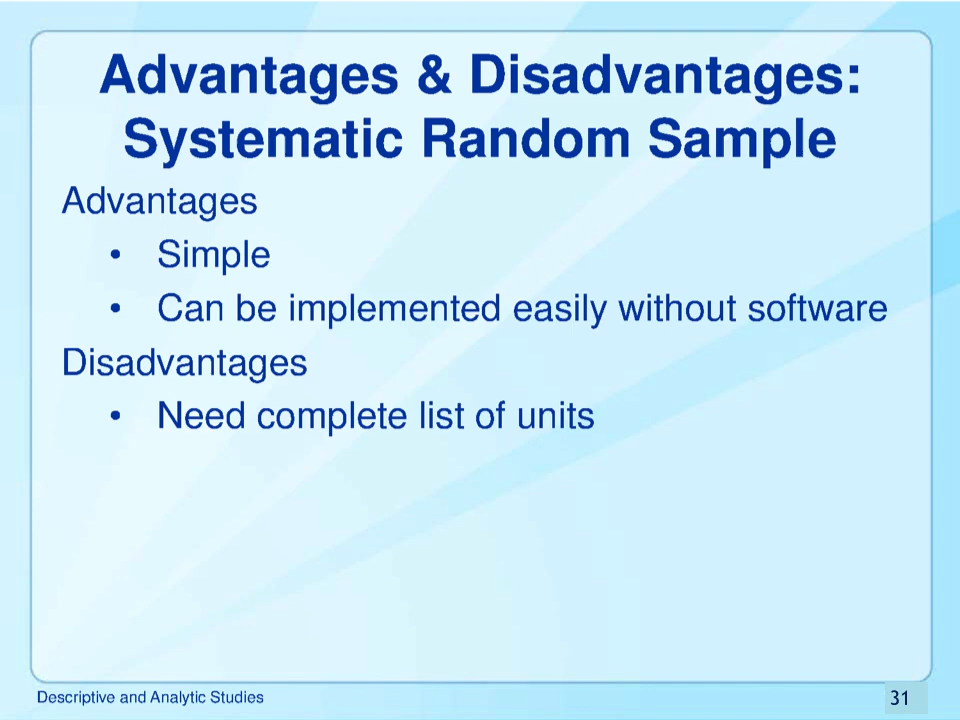 Advantages & Disadvantages:
Systematic Random Sample
Advantages
• Simple
• Can be implemented easily without software
Disadvantages
• Need complete list of units
Descriptive and Analytic Studies
31